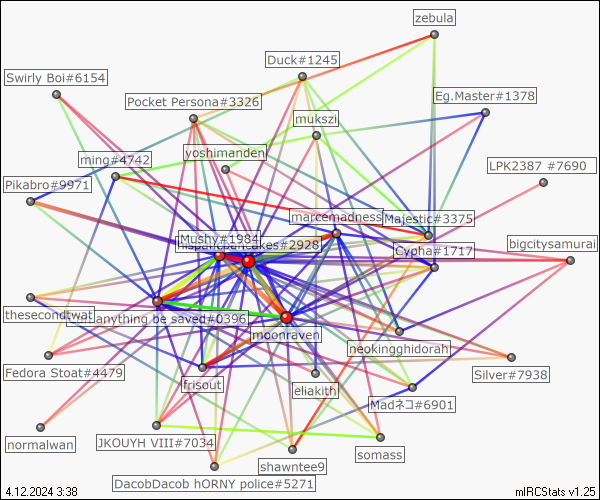 zebula
Duck#1245
Swirly Boi#6154
Eg.Master#1378
Pocket Persona#3326
mukszi
yoshimanden
ming#4742
LPK2387 #7690
Pikabro#9971
marcemadness
Majestic#3375
Mushy#1984
cakes#2928
bigcitysamurai
Cypha#1717
thesecondtwat
anything be saved#0396
moonraven
neokingghidorah
Fedora Stoat#4479
Silver#7938
frisout
eliakith
Madネコ#6901
normalwan
JKOUYH VIII#7034
somass
shawntee9
DacobDacob hORNY police#5271
4.12.2024 3:38
mIRCStats v1.25